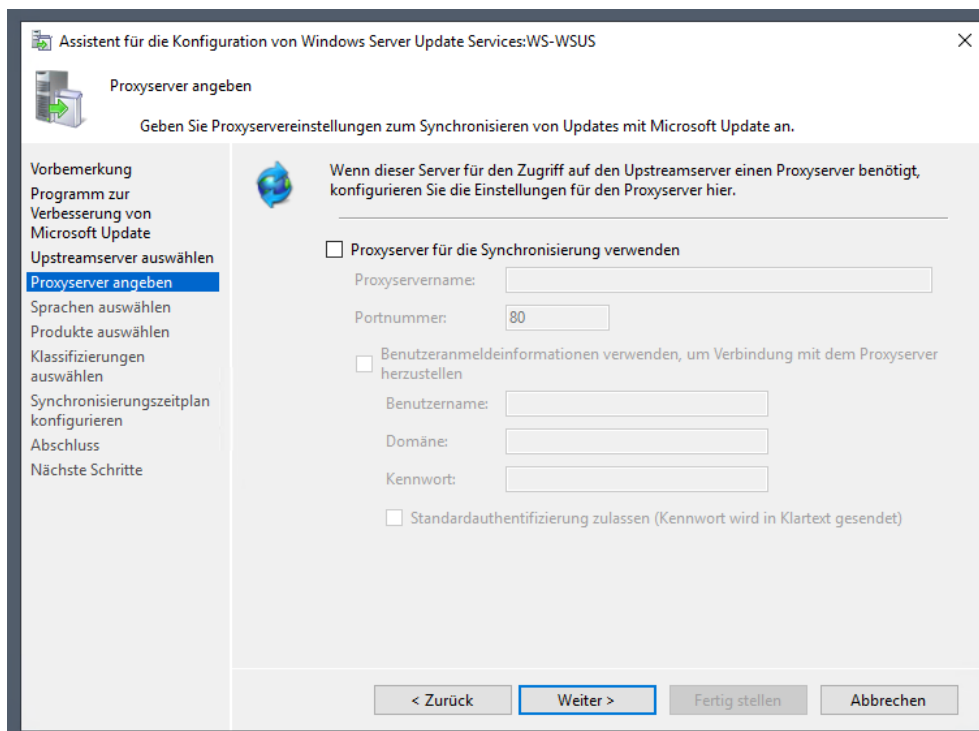 Assistent für die Konfiguration von Windows Server Update Services:WS-WSUS
Proxyserver angeben
Geben Sie Proxyservereinstellungen zum Synchronisieren von Updates mit Microsoft Update an.
Vorbemerkung
Programm zur
Verbesserung von
Microsoft Update
Upstreamserver auswählen
Proxyserver angeben
Sprachen auswählen
Produkte auswählen
Klassifizierungen
auswählen
Synchronisierungszeitplan
konfigurieren
Abschluss
Nächste Schritte
Wenn dieser Server für den Zugriff auf den Upstreamserver einen Proxyserver benötigt,
konfigurieren Sie die Einstellungen für den Proxyserver hier.
Proxyserver für die Synchronisierung verwenden
Proxyservername:
Portnummer: 80
Benutzeranmeldeinformationen verwenden, um Verbindung mit dem Proxyserver
herzustellen
Benutzername:
Domäne:
Kennwort:
Standardauthentifizierung zulassen (Kennwort wird in Klartext gesendet)
< Zurück Weiter > Fertig stellen Abbrechen